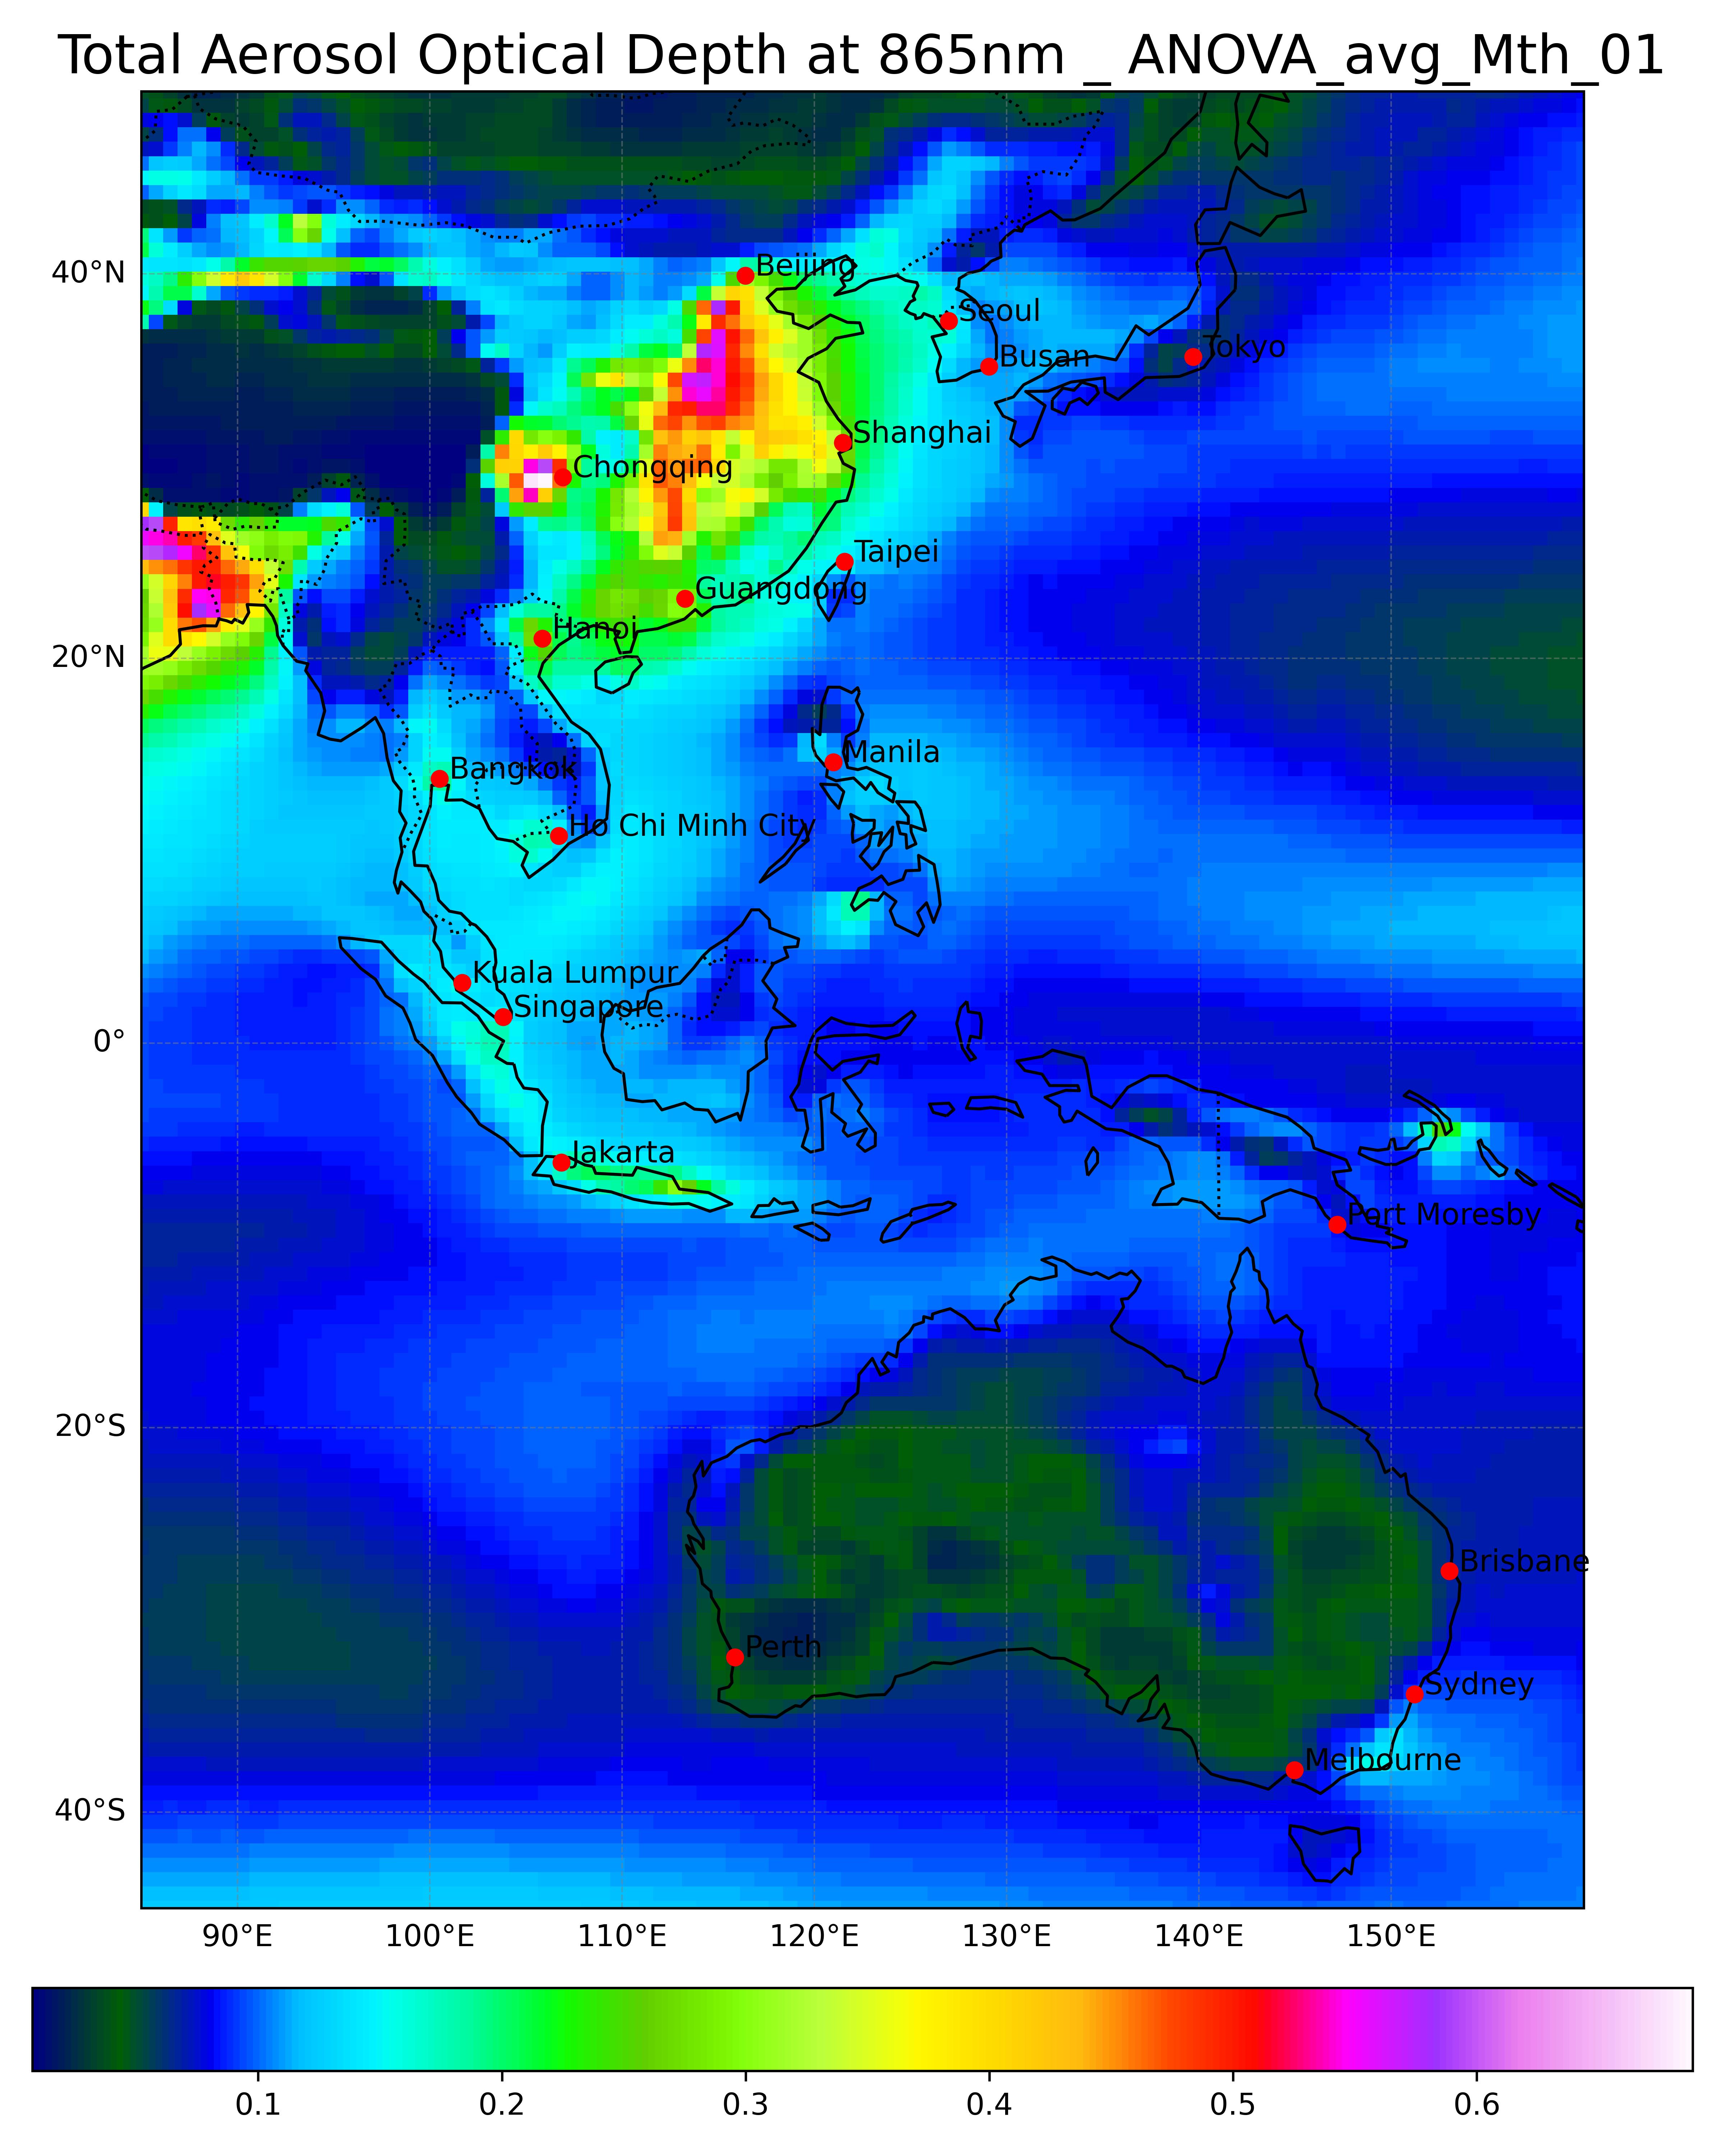 Total Aerosol Optical Depth at 865nm _ ANOVA_avg_Mth_01
40°N
20°N
0°
20°S
40°S
Beijing
Seoul
Tokyo
Busan
Shanghai
Chongqing
Taipei
Guangdong
Hanoi
Manila
Bangkok
Ho Chi Minh City
Kuala Lumpur
Singapore
Jakarta
Port Moresby
Brisbane
Perth
Sydney
Melbourne
90°E 100°E 110°E 120°E 130°E 140°E 150°E
0.1 0.2 0.3 0.4 0.5 0.6